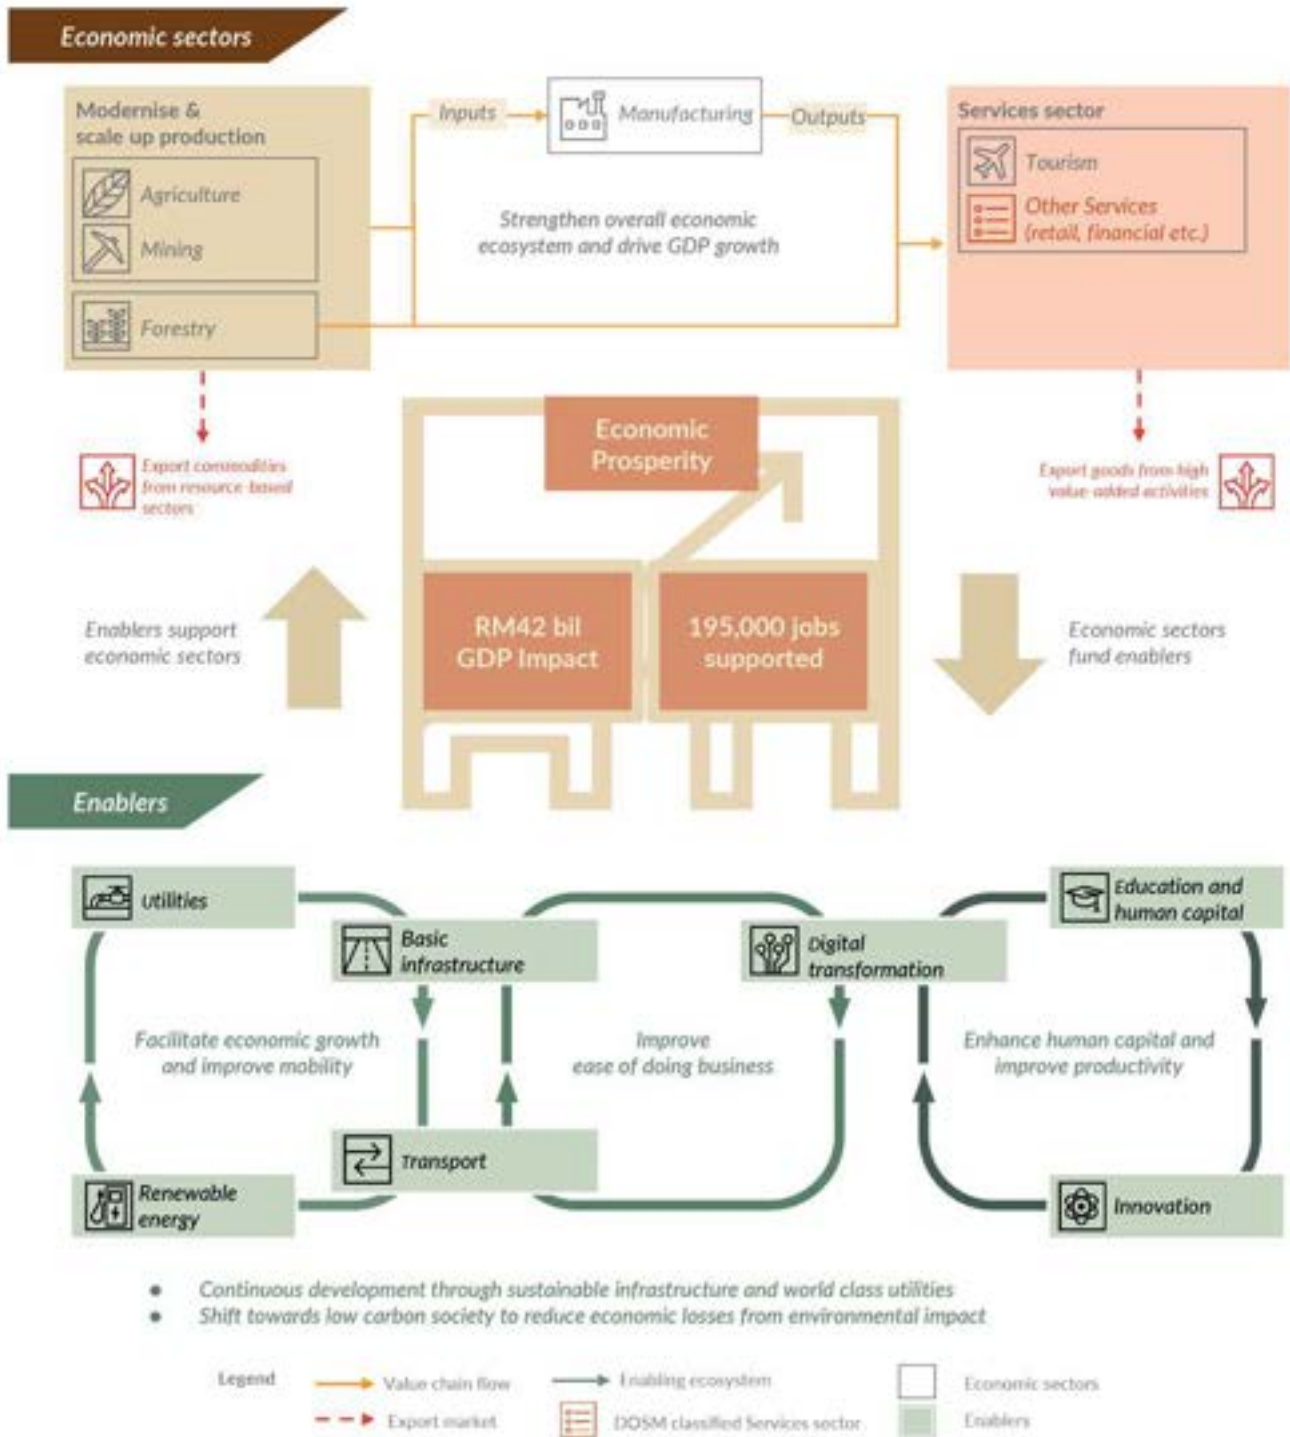 Economic sectors
Modernise &
scale up production
Agriculture
Mining
Forestry
Inputs
Manufacturing
Outputs
Strengthen overall economic
ecosystem and drive GDP growth
Services sector
Tourism
Other Services
(retail, financial etc.)
Export commodities
from resource-based
sectors
Economic
Prosperity
Export goods from high
value-added activities
Enablers support
economic sectors
RM42 bil
GDP Impact
195,000 jobs
supported
Economic sectors
fund enablers
Enablers
Utilities
Basic
infrastructure
Digital
transformation
Education and
human capital
Facilitate economic growth
and improve mobility
Improve
ease of doing business
Enhance human capital and
improve productivity
Transport
Renewable
energy
Innovation
● Continuous development through sustainable infrastructure and world class utilities
● Shift towards low carbon society to reduce economic losses from environmental impact
Legend
Value chain flow
Enabling ecosystem
Economic sectors
Export market
DOSM classified Services sector
Enablers